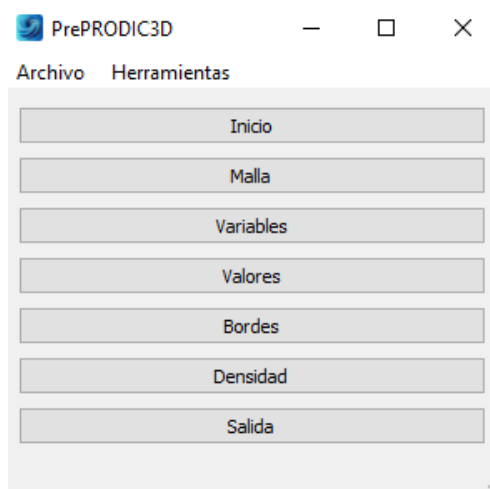 PrePRODIC3D
Archivo Herramientas
Inicio
Malla
Variables
Valores
Bordes
Densidad
Salida